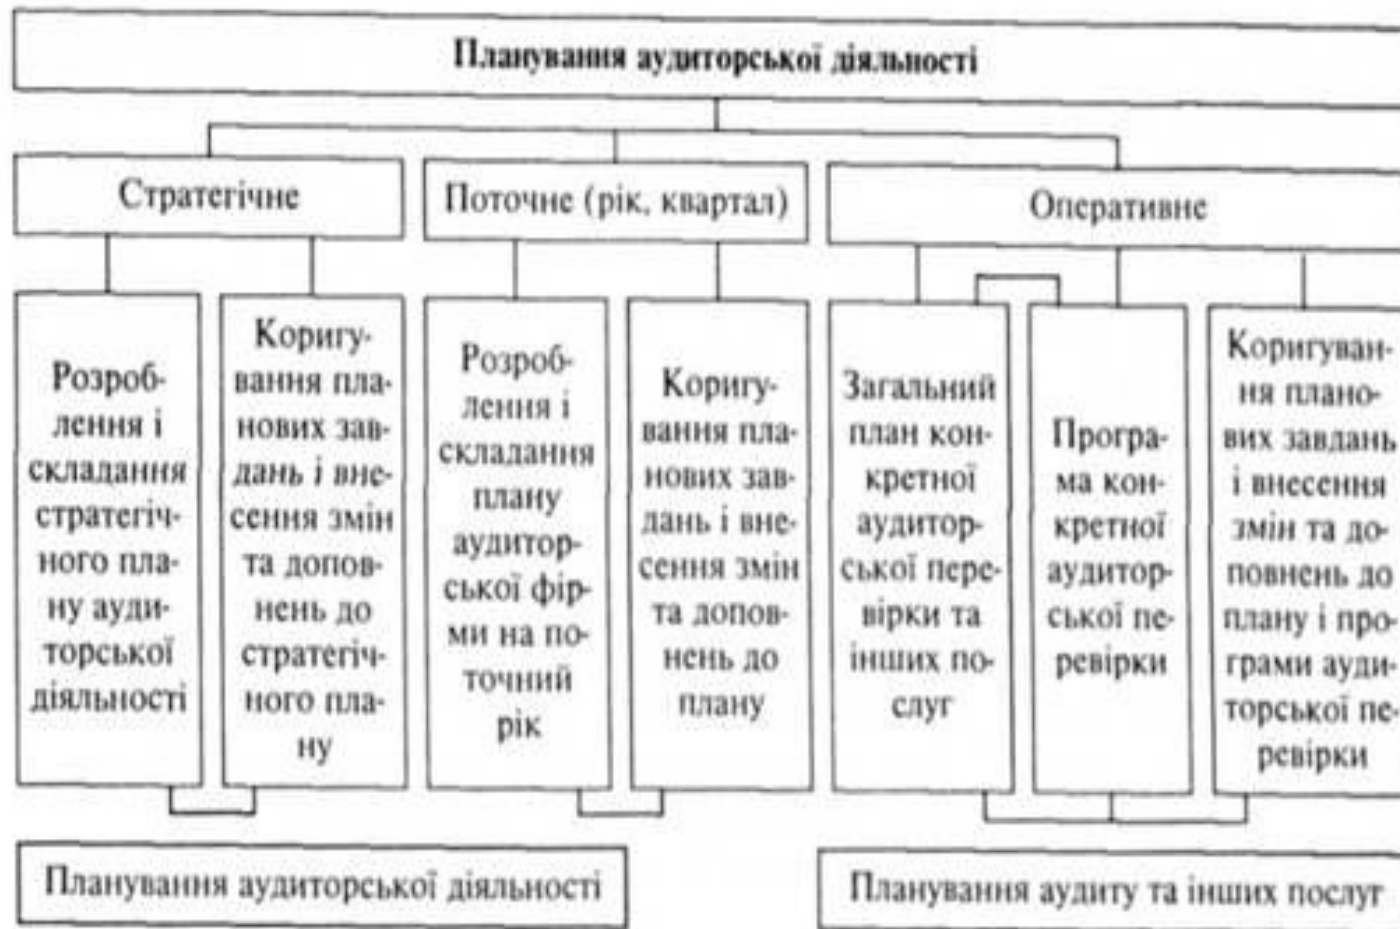 Планування аудиторської діяльності
Стратегічне
Поточне (рік, квартал)
Оперативне
Розроб-
лення і
складання
стратегіч-
ного пла-
ну ауди-
торської
діяльності
Коригу-
вання пла-
нових зав-
дань і вне-
сення змін
та допов-
нень до
стратегіч-
ного пла-
ну
Розроб-
лення і
складання
плану
аудитор-
ської фір-
ми на по-
точний
рік
Коригу-
вання пла-
нових зав-
дань і вне-
сення змін
та допов-
нень до
плану
Загальний
план кон-
кретної
аудитор-
ської пере-
вірки та
інших по-
слуг
Програ-
ма кон-
кретної
аудитор-
ської пе-
ревірки
Коригуван-
ня плано-
вих завдань
і внесення
змін та до-
повнень до
плану і про-
грами ауди-
торської пе-
ревірки
Планування аудиторської діяльності
Планування аудиту та інших послуг